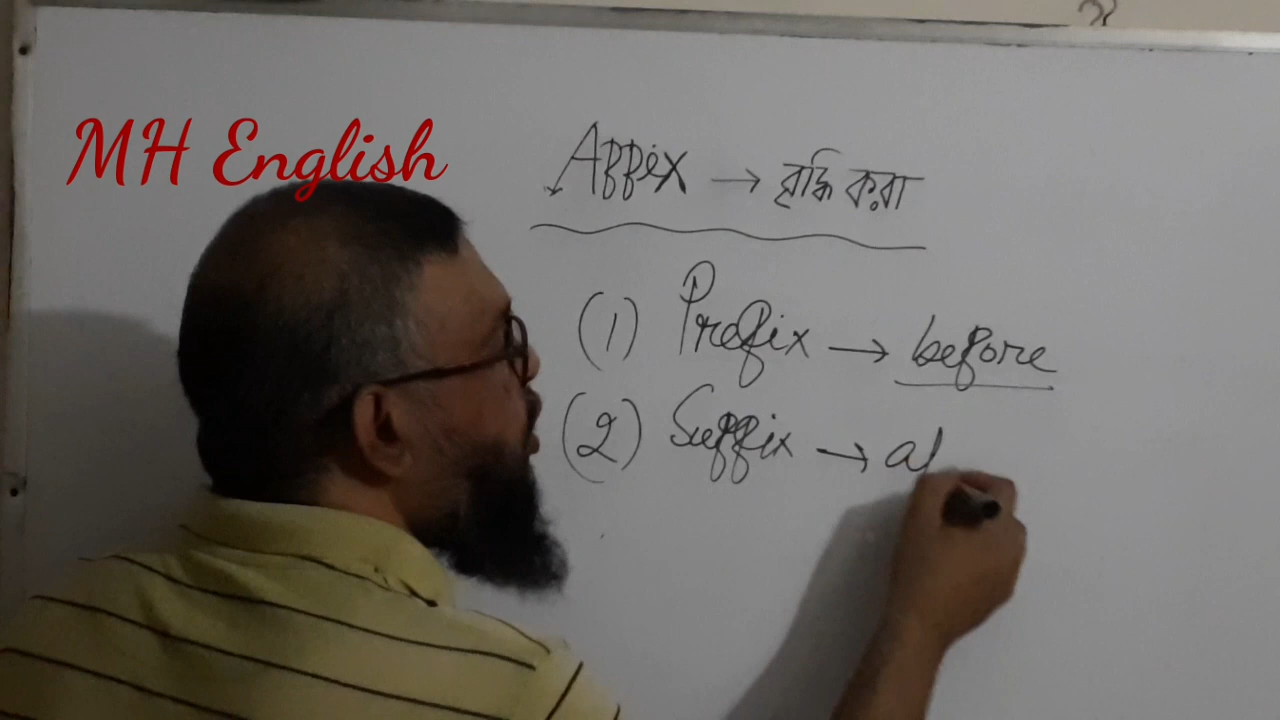 MH English
Affix → বৃদ্ধি করা
(1) Prefix → before
(2) Suffix →